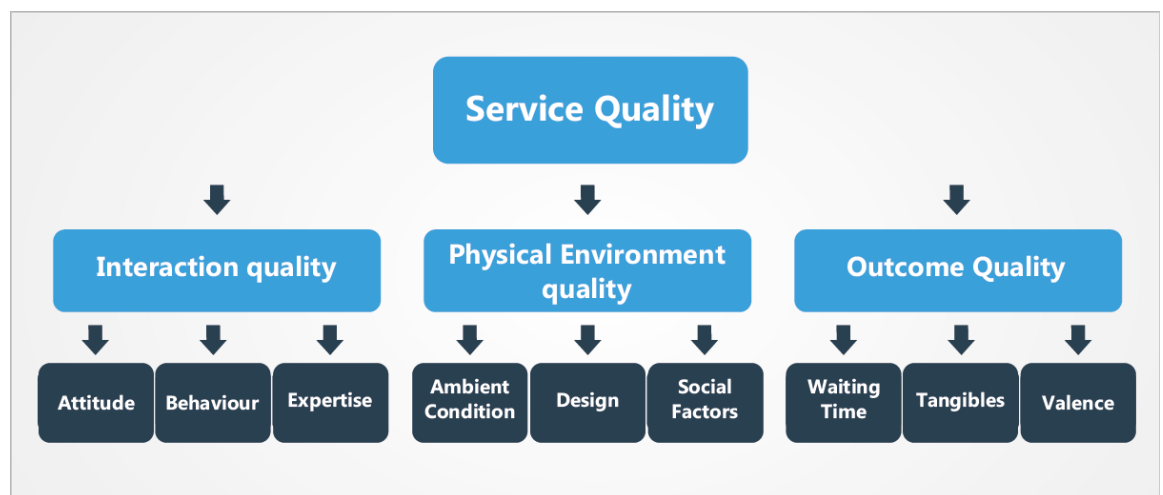 Service Quality
Interaction quality
Physical Environment
quality
Outcome Quality
Attitude
Behaviour
Expertise
Ambient
Condition
Design
Social
Factors
Waiting
Time
Tangibles
Valence